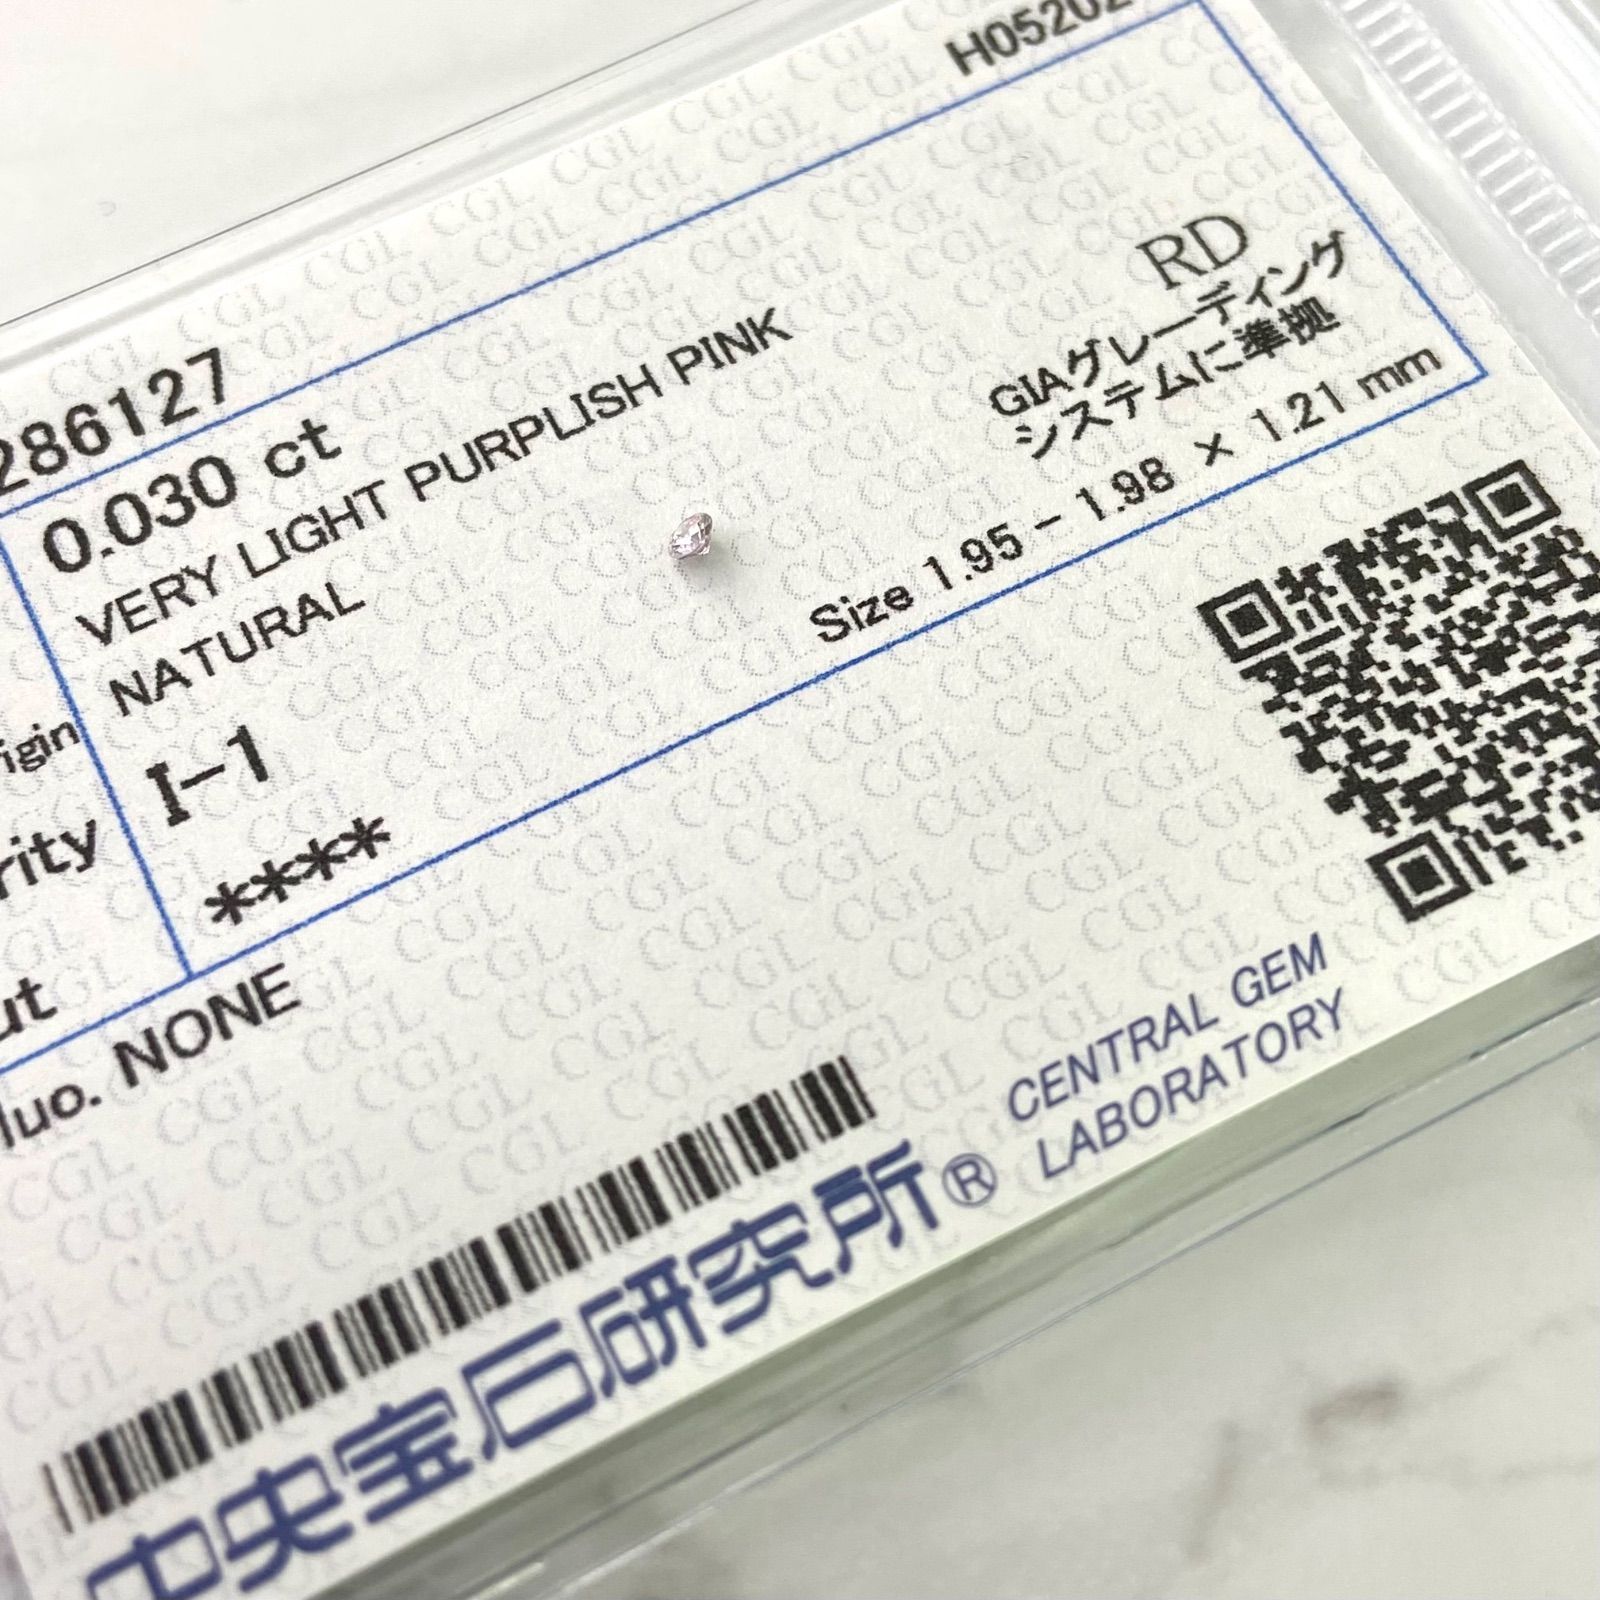 H05202
286127
0.030 ct
RD
VERY LIGHT PURPLISH PINK
GIAグレーディング
システムに準拠
NATURAL
Size 1.95 - 1.98 × 1.21 mm
igin
I-1
rity
****
ut
luo. NONE
CENTRAL GEM
LABORATORY
中央宝石研究所®
CGL